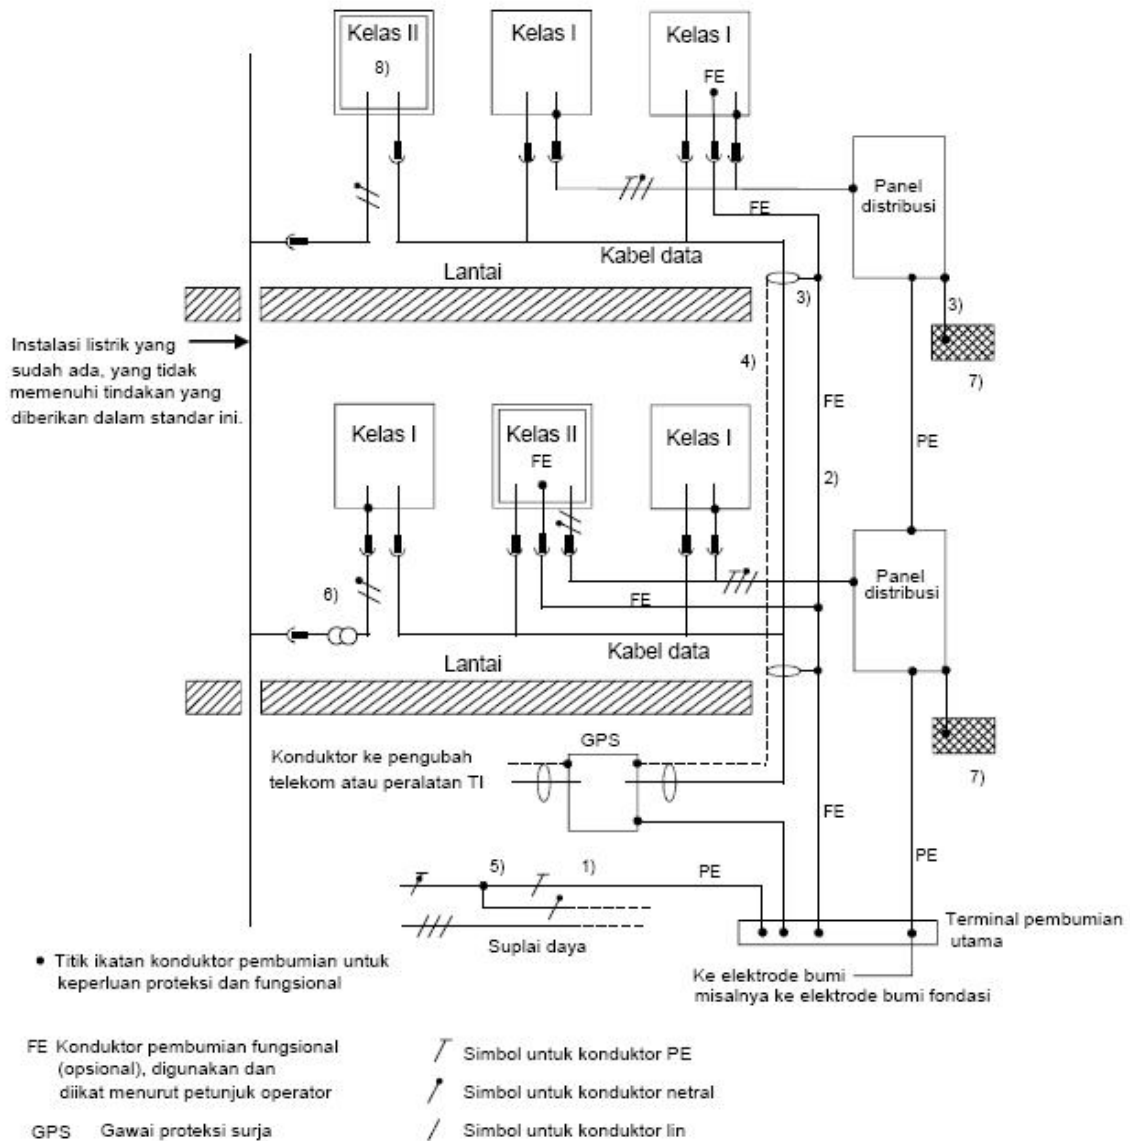 Kelas II
8)
Kelas I
Kelas I
FE
Panel
distribusi
FE
Kabel data
Lantai
3)
3)
7)
Instalasi listrik yang
sudah ada, yang tidak
memenuhi tindakan yang
diberikan dalam standar ini.
4)
FE
PE
2)
Kelas I
Kelas II
FE
Kelas I
Panel
distribusi
6)
FE
Kabel data
Lantai
7)
GPS
Konduktor ke pengubah
telekom atau peralatan TI
FE
PE
5)
1)
PE
Suplai daya
Terminal pembumian
utama
Ke elektrode bumi
misalnya ke elektrode bumi fondasi
• Titik ikatan konduktor pembumian untuk
keperluan proteksi dan fungsional
FE Konduktor pembumian fungsional
(opsional), digunakan dan
diikat menurut petunjuk operator
GPS Gawai proteksi surja
Simbol untuk konduktor PE
Simbol untuk konduktor netral
Simbol untuk konduktor lin